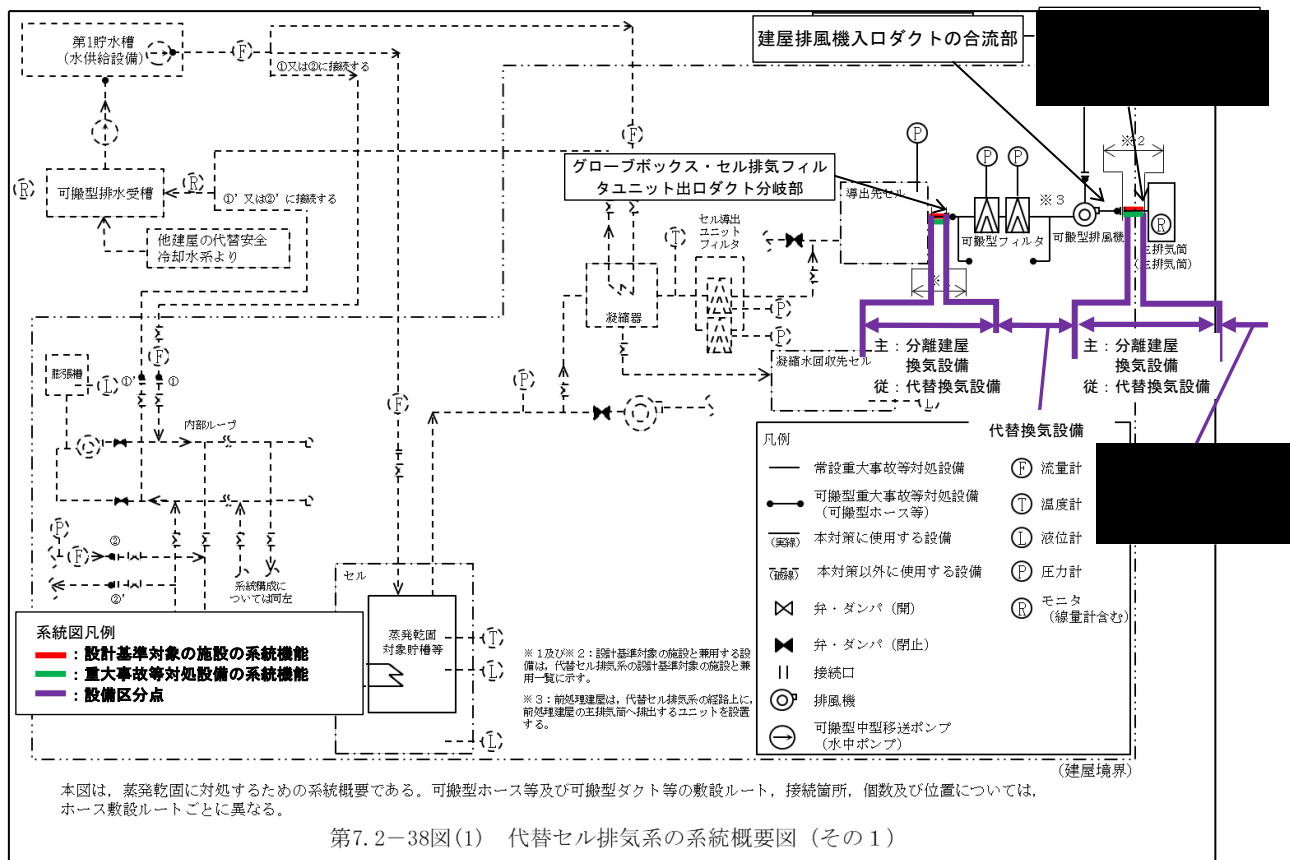 第1貯水槽
(水供給設備)
F
①又は②に接続する
建屋排風機入口ダクトの合流部
F
P
グローブボックス・セル排気フィル
タユニット出口ダクト分岐部
P
P
※2
R
可搬型排水受槽
R
①'又は②'に接続する
導出先セル
※3
可搬型フィルタ
可搬型排風機
R
主排気筒
(主排気筒)
他建屋の代替安全
冷却水系より
T
セル導出
ユニット
フィルタ
凝縮器
P
P
※
F
膨張槽
L
①'
①
P
F
凝縮水回収先セル
L
主：分離建屋
換気設備
従：代替換気設備
主：分離建屋
換気設備
従：代替換気設備
代替換気設備
内部ループ
P
F
②
②'
系統構成に
ついては同左
セル
蒸発乾固
対象貯槽等
T
L
L
系統図凡例
：設計基準対象の施設の系統機能
：重大事故等対処設備の系統機能
：設備区分点
※1及び※2：設計基準対象の施設と兼用する設
備は，代替セル排気系の設計基準対象の施設と兼
用一覧に示す。
※3：前処理建屋は，代替セル排気系の経路上に，
前処理建屋の主排気筒へ排出するユニットを設置
する。
凡例
常設重大事故等対処設備
可搬型重大事故等対処設備
(可搬型ホース等)
(実線)
本対策に使用する設備
(破線)
本対策以外に使用する設備
弁・ダンパ（開）
弁・ダンパ（閉止）
接続口
排風機
可搬型中型移送ポンプ
(水中ポンプ)
F 流量計
T 温度計
L 液位計
P 圧力計
R モニタ
(線量計含む)
(建屋境界)
本図は，蒸発乾固に対処するための系統概要である。可搬型ホース等及び可搬型ダクト等の敷設ルート，接続箇所，個数及び位置については，
ホース敷設ルートごとに異なる。
第7.2－38図(1)　代替セル排気系の系統概要図（その１）